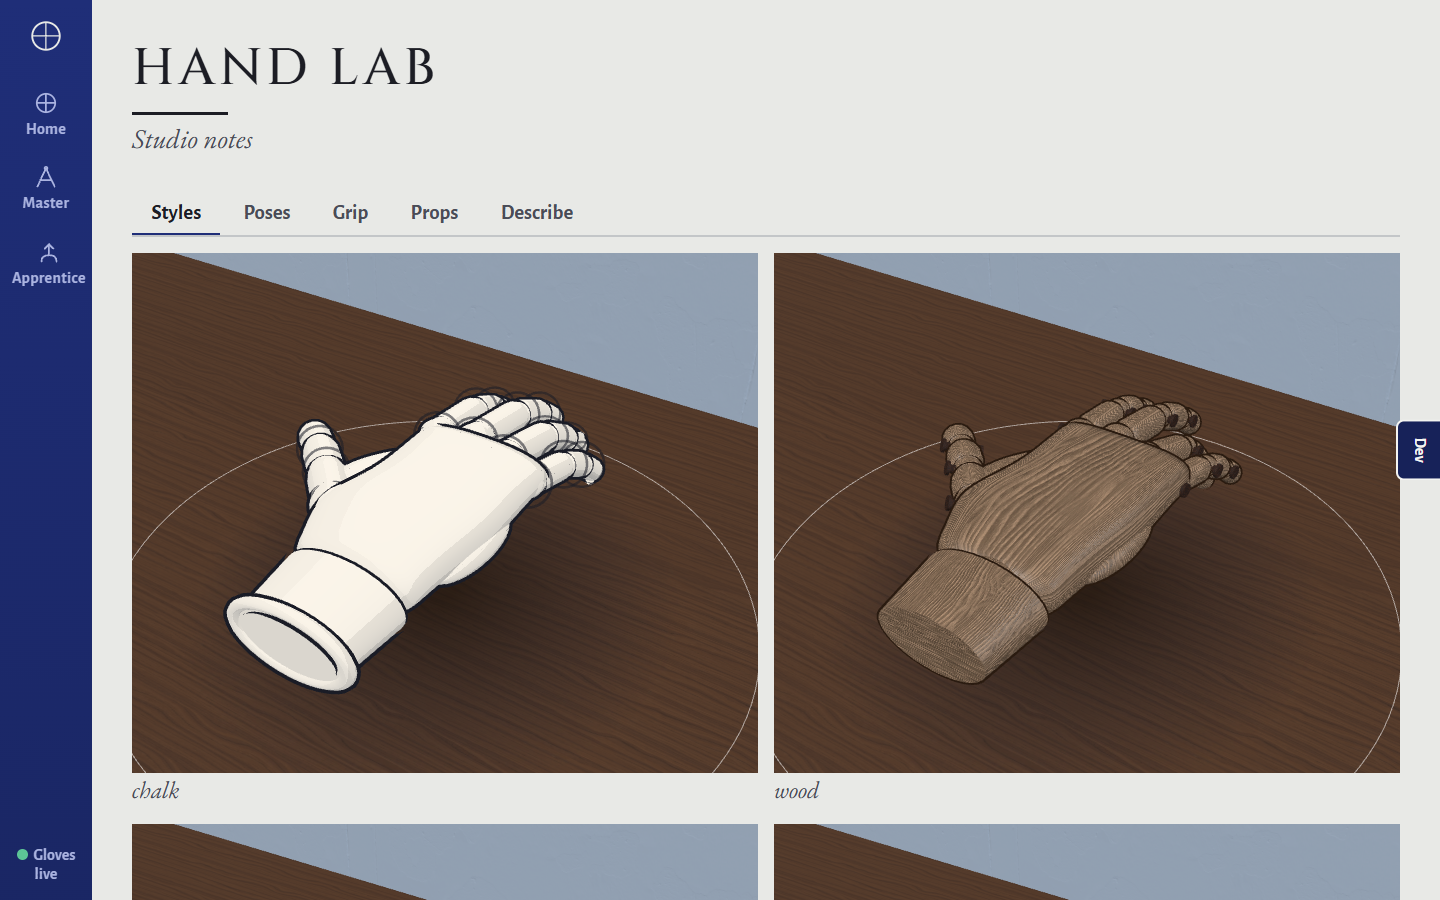 HAND LAB
Studio notes
Home
Master
Apprentice
Styles Poses Grip Props Describe
Dev
chalk
wood
Gloves
live